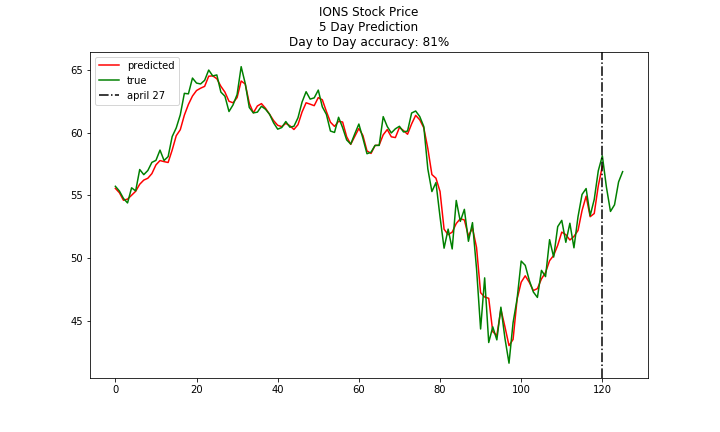 IONS Stock Price
5 Day Prediction
Day to Day accuracy: 81%
predicted
true
april 27
65
60
55
50
45
0 20 40 60 80 100 120